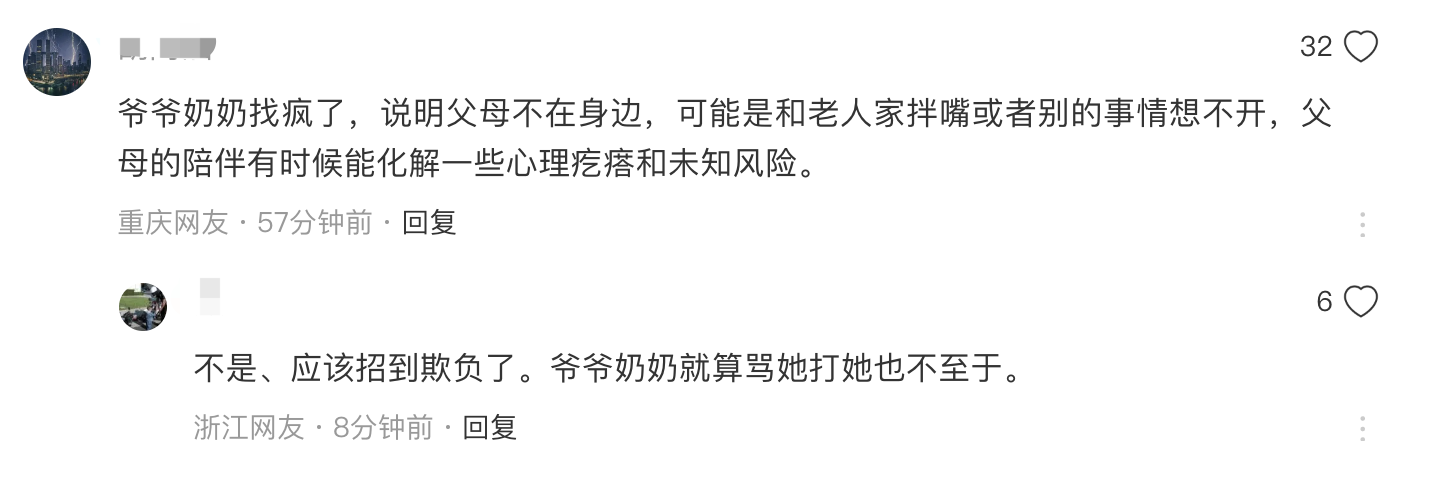 32
爷爷奶奶找疯了，说明父母不在身边，可能是和老人家拌嘴或者别的事情想不开，父
母的陪伴有时候能化解一些心理疙瘩和未知风险。
重庆网友 · 57分钟前 · 回复
6
不是、应该招到欺负了。爷爷奶奶就算骂她打她也不至于。
浙江网友 · 8分钟前 · 回复